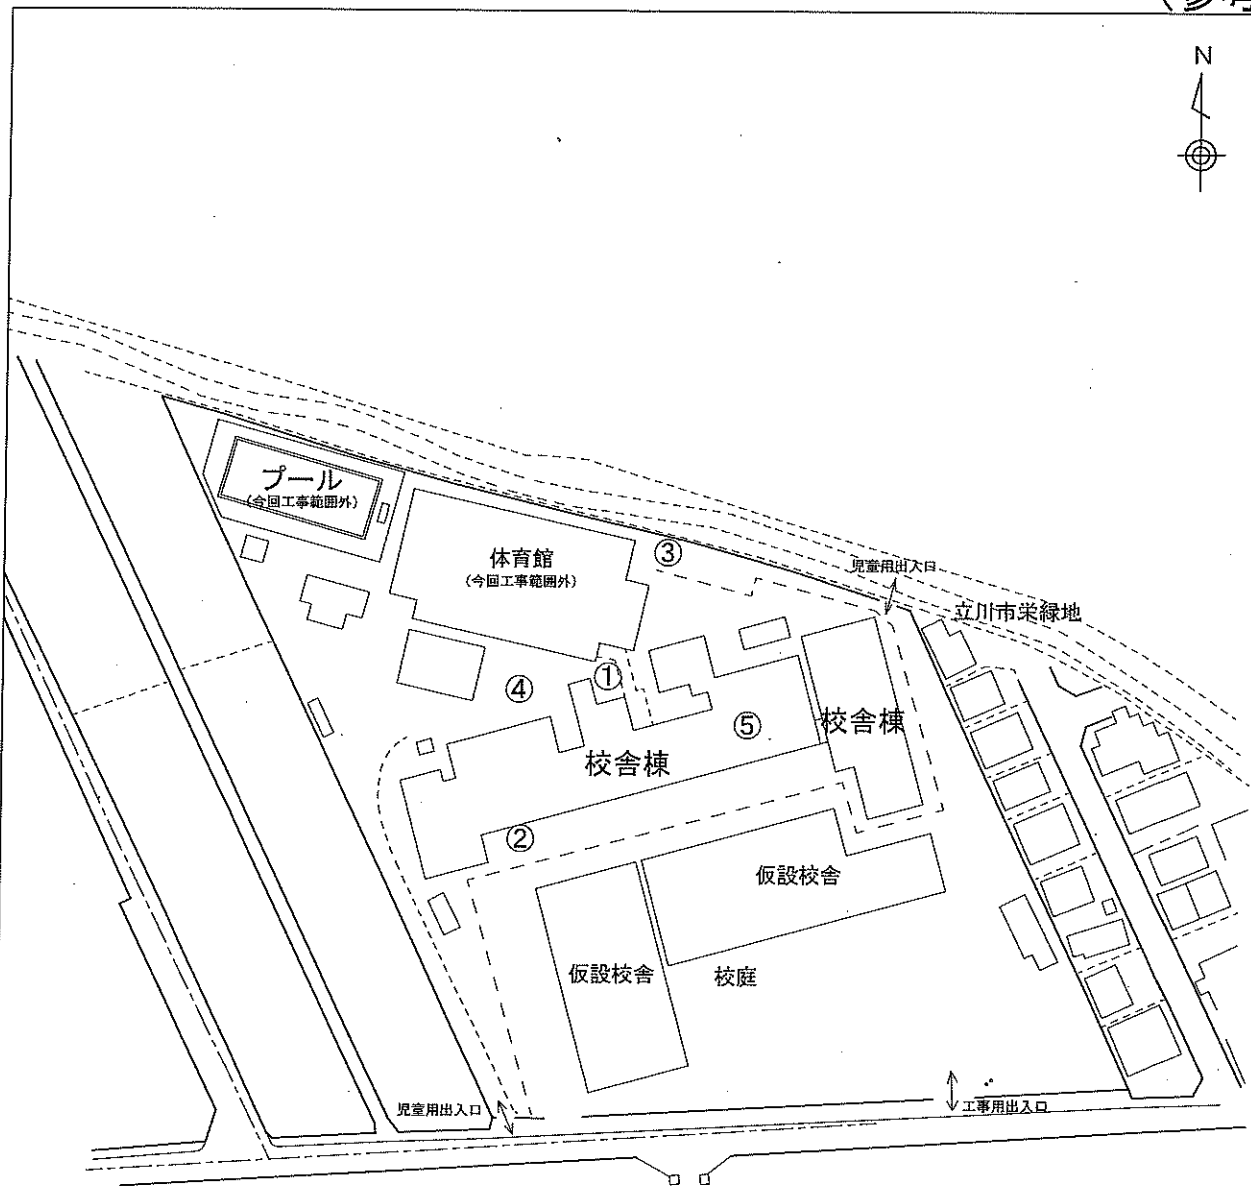 N
プール
(今回工事範囲外)
体育館
(今回工事範囲外)
③
児童用出入口
立川市栄緑地
①
④
⑤
校舎棟
校舎棟
②
仮設校舎
仮設校舎
校庭
児童用出入口
工事用出入口